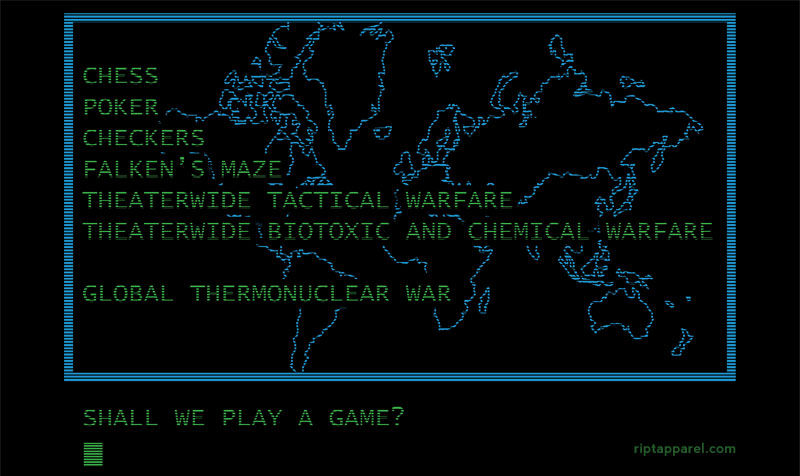 CHESS
POKER
CHECKERS
FALKEN'S MAZE
THEATERWIDE TACTICAL WARFARE
THEATERWIDE BIOTOXIC AND CHEMICAL WARFARE
GLOBAL THERMONUCLEAR WAR
SHALL WE PLAY A GAME?
riptapparel.com